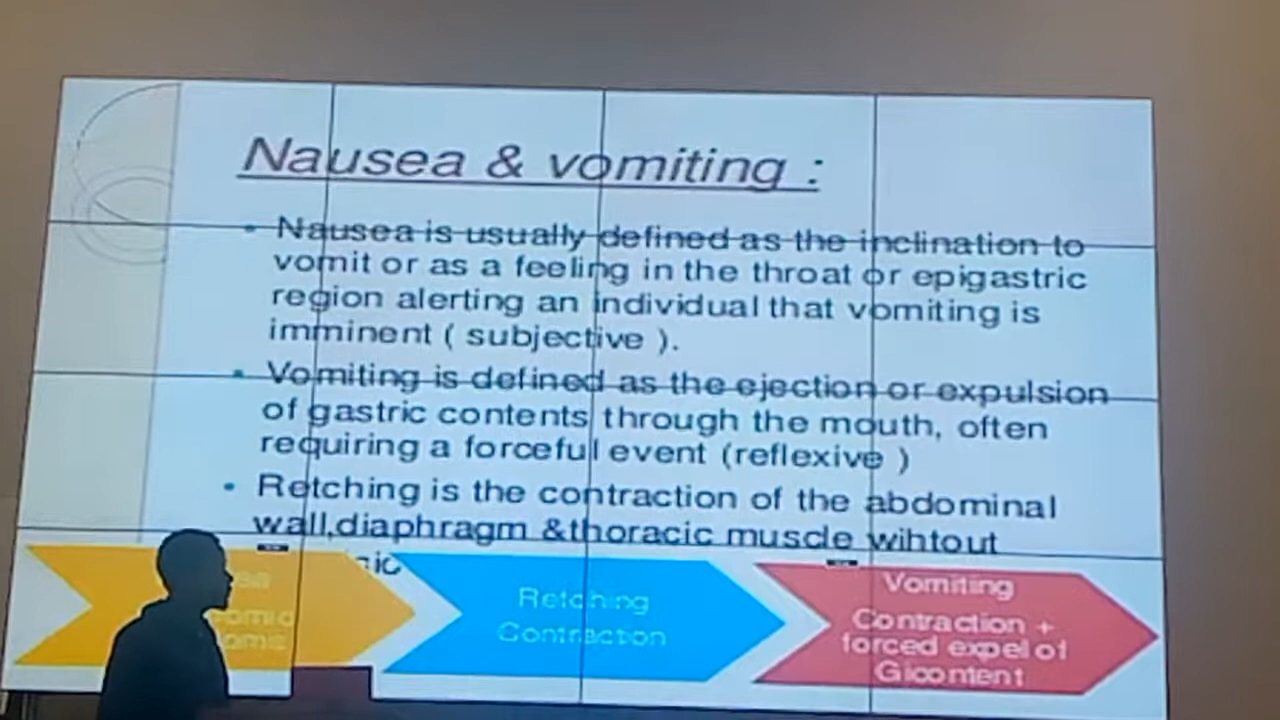 Nausea & vomiting :
• Nausea is usually defined as the inclination to
vomit or as a feeling in the throat or epigastric
region alerting an individual that vomiting is
imminent ( subjective ).
• Vomiting is defined as the ejection or expulsion
of gastric contents through the mouth, often
requiring a forceful event (reflexive )
• Retching is the contraction of the abdominal
wall,diaphragm &thoracic muscle wihtout
Retching
Contraction
Vomiting
Contraction +
forced expel of
Gicontent